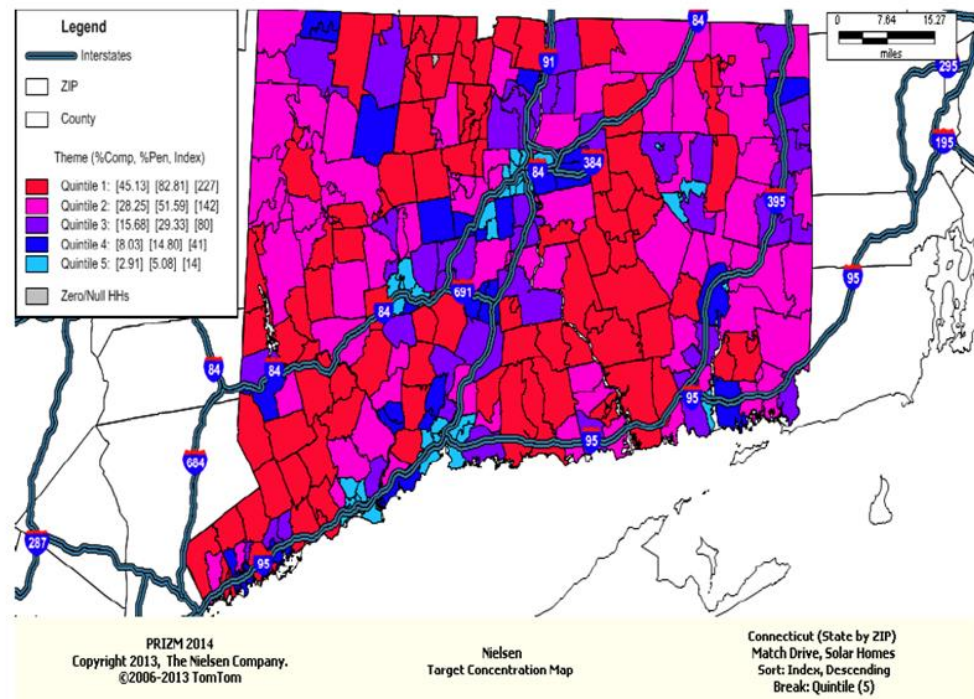 Legend
Interstates
ZIP
County
Theme (%Comp, %Pen, Index)
Quintile 1: [45.13] [82.81] [227]
Quintile 2: [28.25] [51.59] [142]
Quintile 3: [15.68] [29.33] [80]
Quintile 4: [8.03] [14.80] [41]
Quintile 5: [2.91] [5.08] [14]
Zero/Null HHs
0 7.64 15.27
miles
84
91
295
195
84
384
395
95
691
84
84
84
95
95
684
287
95
PRIZM 2014
Copyright 2013, The Nielsen Company.
©2006-2013 TomTom
Nielsen
Target Concentration Map
Connecticut (State by ZIP)
Match Drive, Solar Homes
Sort: Index, Descending
Break: Quintile (5)